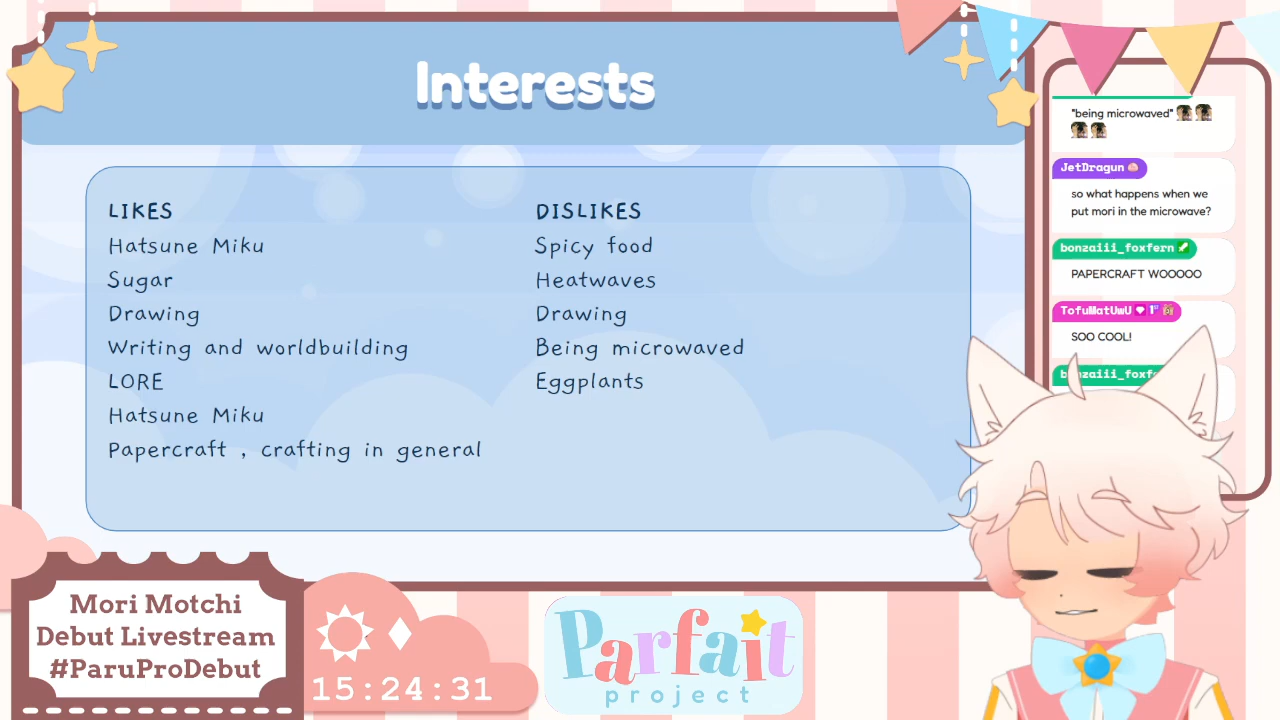 Interests
LIKES
Hatsune Miku
Sugar
Drawing
Writing and worldbuilding
LORE
Hatsune Miku
Papercraft , crafting in general
DISLIKES
Spicy food
Heatwaves
Drawing
Being microwaved
Eggplants
"being microwaved"
JetDragun
so what happens when we
put mori in the microwave?
bonzaiii_foxfern
PAPERCRAFT WOOOOO
TofuMatUwU
SOO COOL!
bonzaiii_foxfe
Mori Motchi
Debut Livestream
#ParuProDebut
15:24:31
Parfait
project